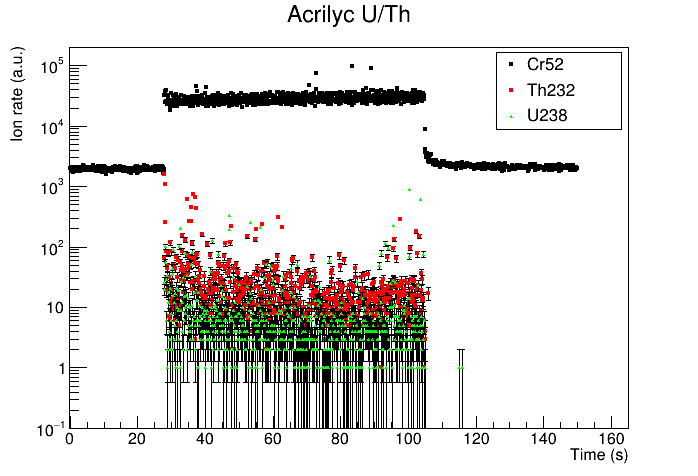 Acrilyc U/Th
Ion rate (a.u.)
Cr52
Th232
U238
10^5
10^4
10^3
10^2
10
1
10^-1
0 20 40 60 80 100 120 140 160
Time (s)